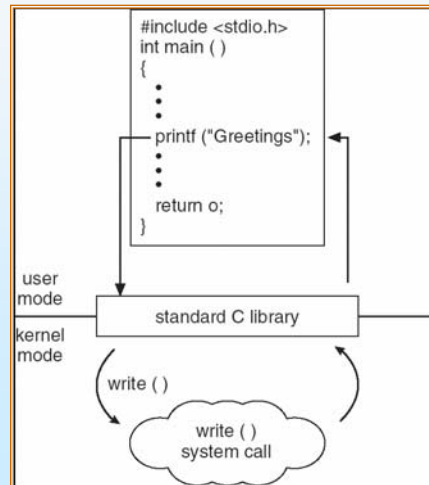 #include <stdio.h>
int main ( )
{
•
•
•
printf ("Greetings");
•
•
•
return o;
}
user
mode
standard C library
kernel
mode
write ( )
write ( )
system call